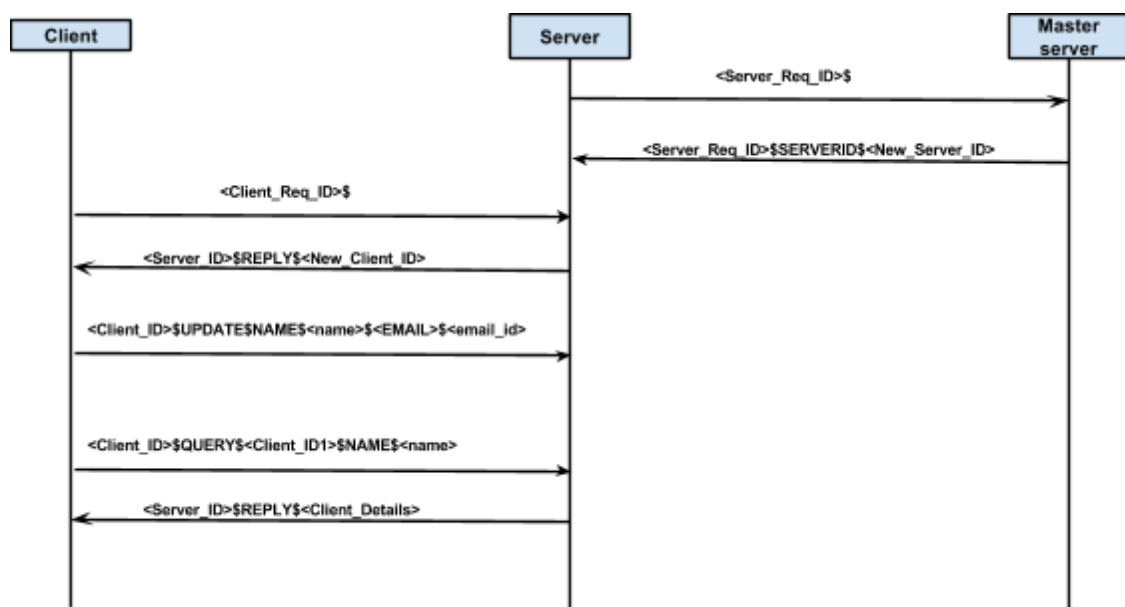 Client
Server
Master
server
<Server_Req_ID>$
<Server_Req_ID>$SERVERID$<New_Server_ID>
<Client_Req_ID>$
<Server_ID>$REPLY$<New_Client_ID>
<Client_ID>$UPDATE$NAME$<name>$<EMAIL>$<email_id>
<Client_ID>$QUERY$<Client_ID1>$NAME$<name>
<Server_ID>$REPLY$<Client_Details>